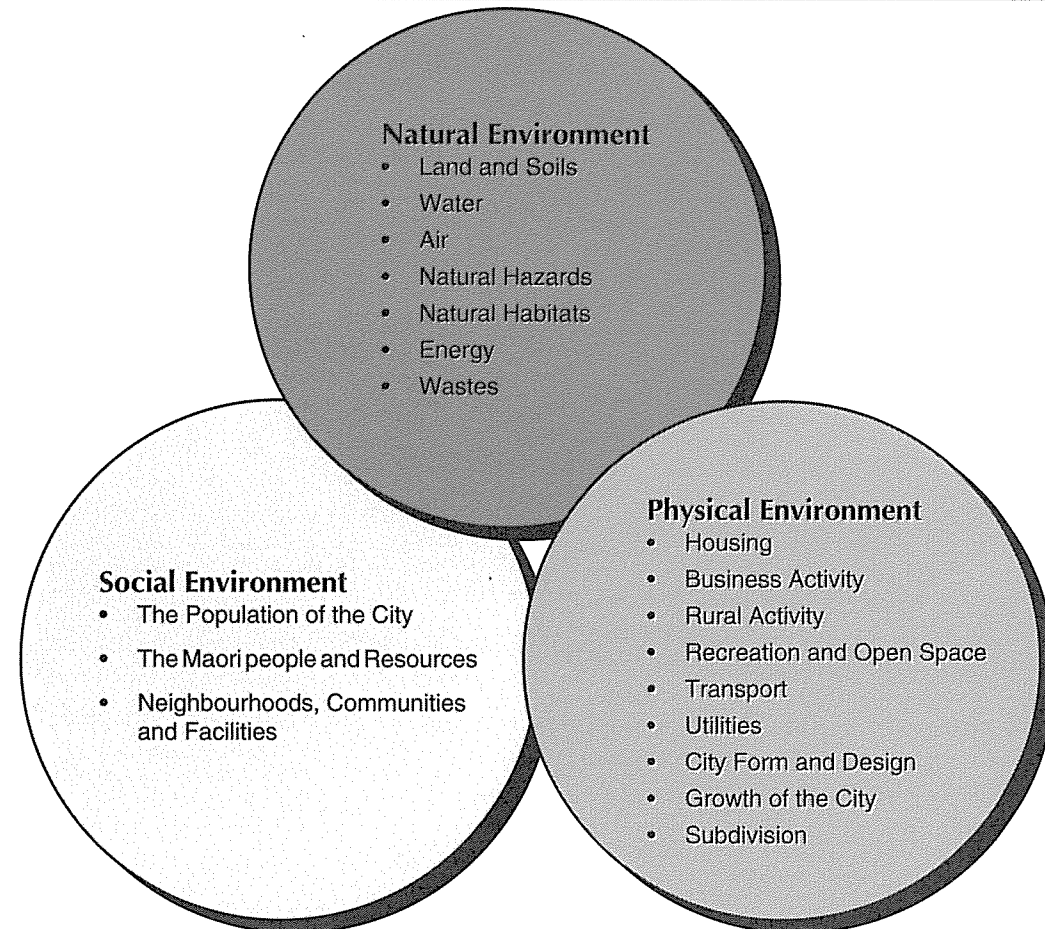 Natural Environment
• Land and Soils
• Water
• Air
• Natural Hazards
• Natural Habitats
• Energy
• Wastes
Social Environment
• The Population of the City
• The Maori people and Resources
• Neighbourhoods, Communities
and Facilities
Physical Environment
• Housing
• Business Activity
• Rural Activity
• Recreation and Open Space
• Transport
• Utilities
• City Form and Design
• Growth of the City
• Subdivision